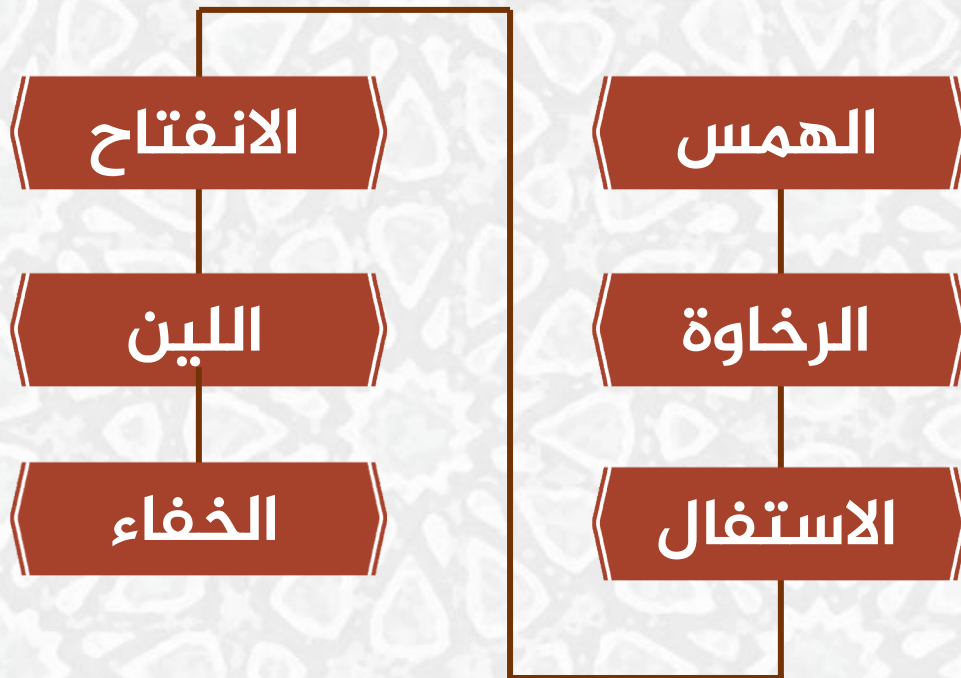 الهمس
الرخاوة
الاستفال
الانفتاح
اللين
الخفاء